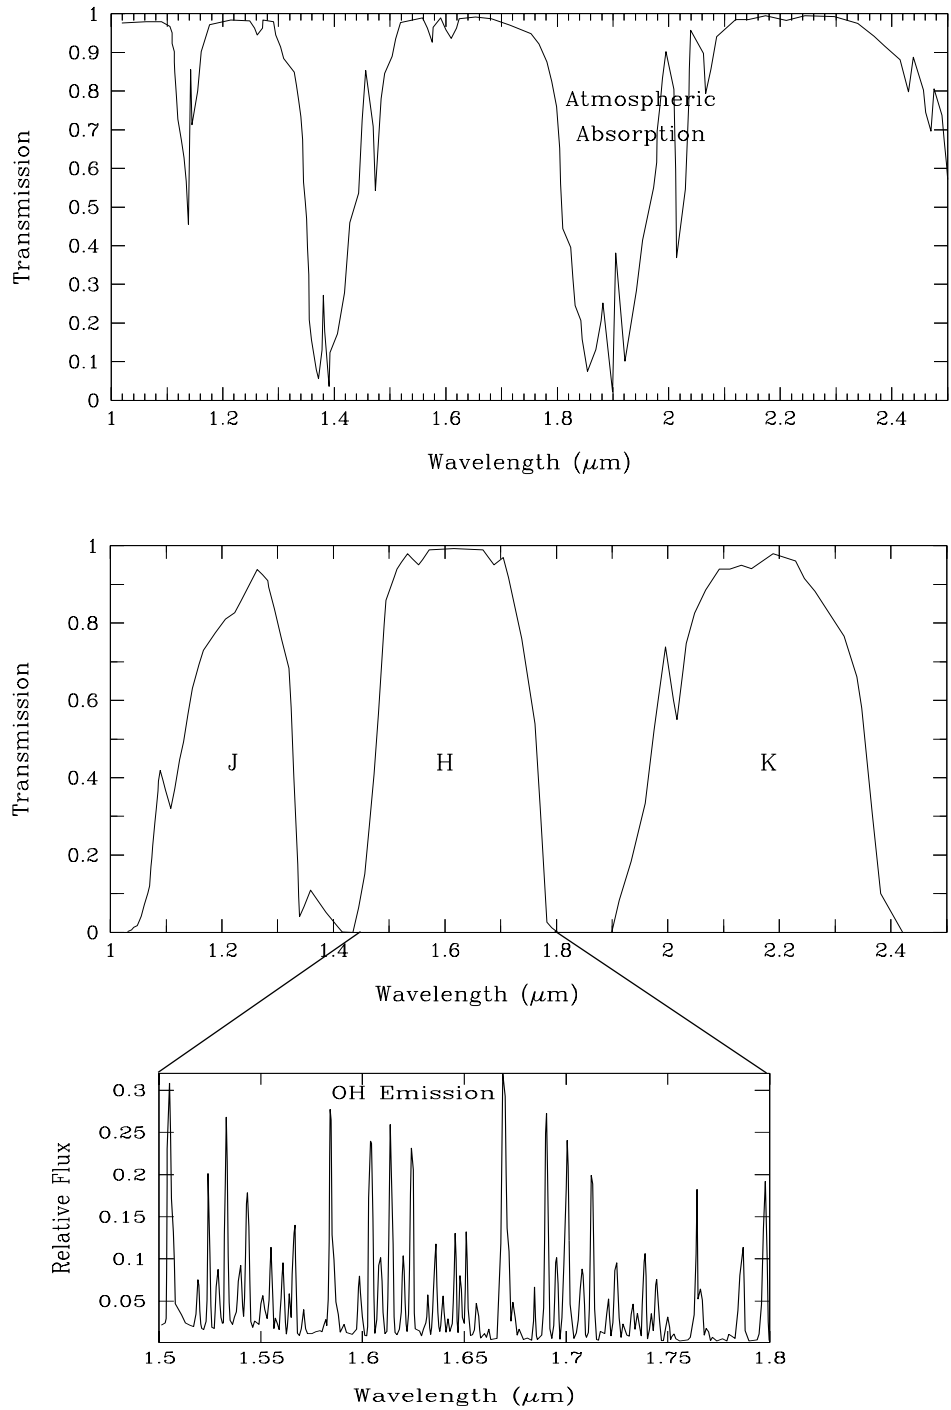 1
0.9
0.8
0.7
0.6
0.5
0.4
0.3
0.2
0.1
0
Transmission
Atmospheric
Absorption
1 1.2 1.4 1.6 1.8 2 2.2 2.4
Wavelength (μm)
1
0.8
0.6
0.4
0.2
0
Transmission
J H K
1 1.2 1.4 1.6 1.8 2 2.2 2.4
Wavelength (μm)
OH Emission
0.3
0.25
0.2
0.15
0.1
0.05
Relative Flux
1.5 1.55 1.6 1.65 1.7 1.75 1.8
Wavelength (μm)